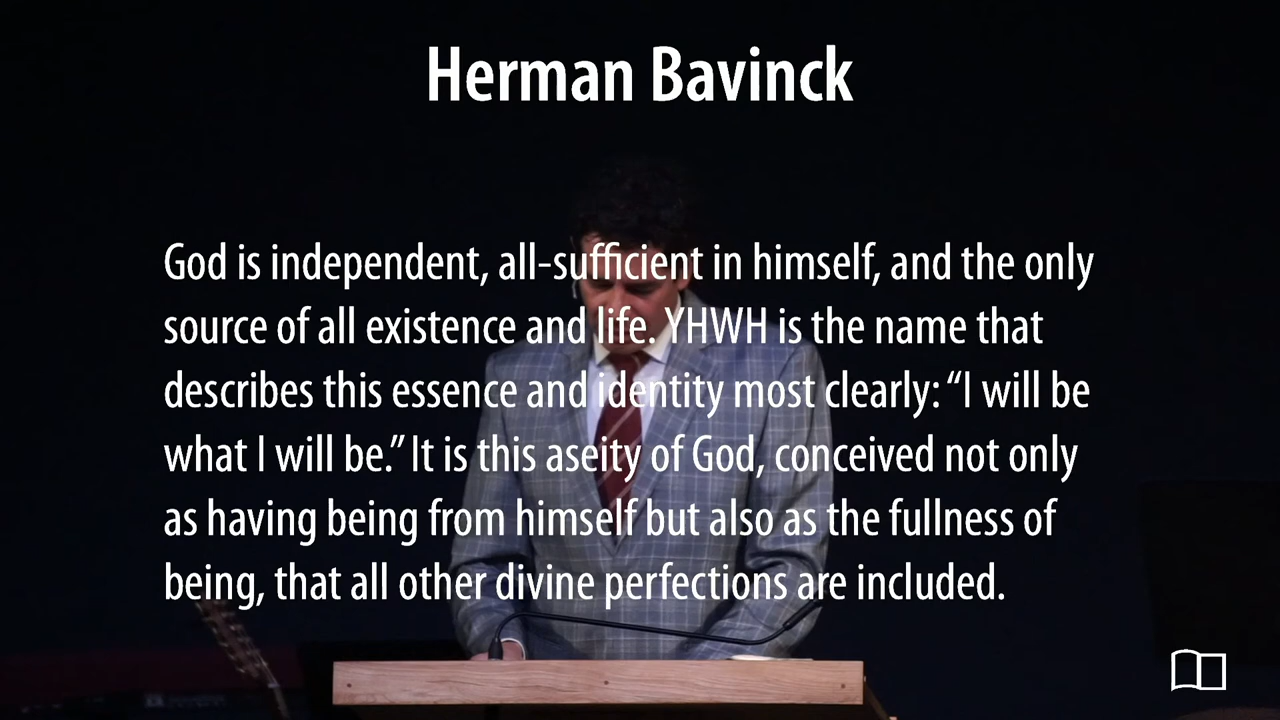 Herman Bavinck
God is independent, all-sufficient in himself, and the only
source of all existence and life. YHWH is the name that
describes this essence and identity most clearly: “I will be
what I will be.” It is this aseity of God, conceived not only
as having being from himself but also as the fullness of
being, that all other divine perfections are included.